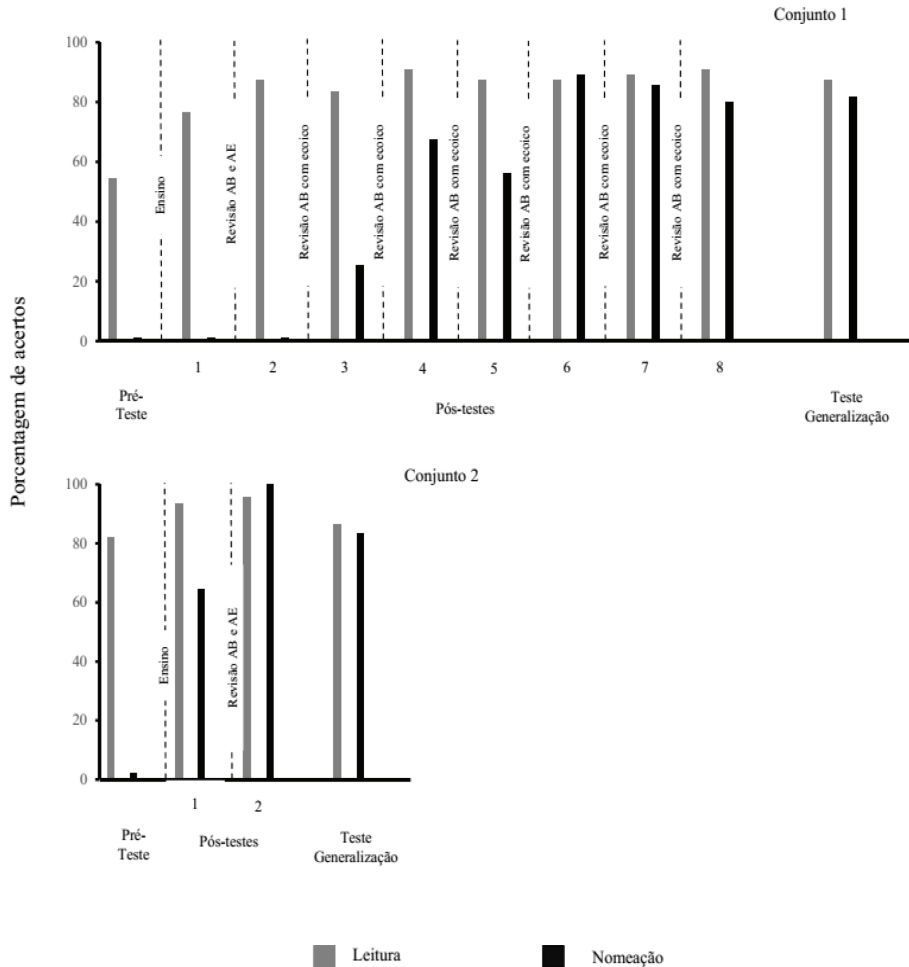 Conjunto 1
100
80
60
40
20
0
Ensino
Revisão AB e AE
Revisão AB com ecoico
Revisão AB com ecoico
Revisão AB com ecoico
Revisão AB com ecoico
Revisão AB com ecoico
Revisão AB com ecoico
1 2 3 4 5 6 7 8
Pré-
Teste
Pós-testes
Teste
Generalização
Porcentagem de acertos
Conjunto 2
100
80
60
40
20
0
Ensino
Revisão AB e AE
1 2
Pré-
Teste
Pós-testes
Teste
Generalização
Leitura Nomeação